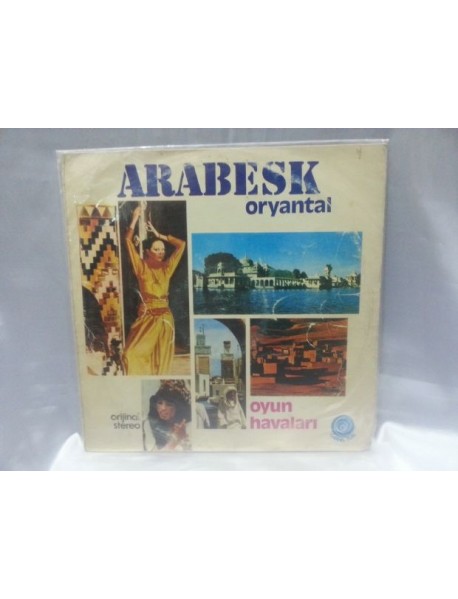 ARABESK
oryantal
orijinal
stereo
oyun
havaları